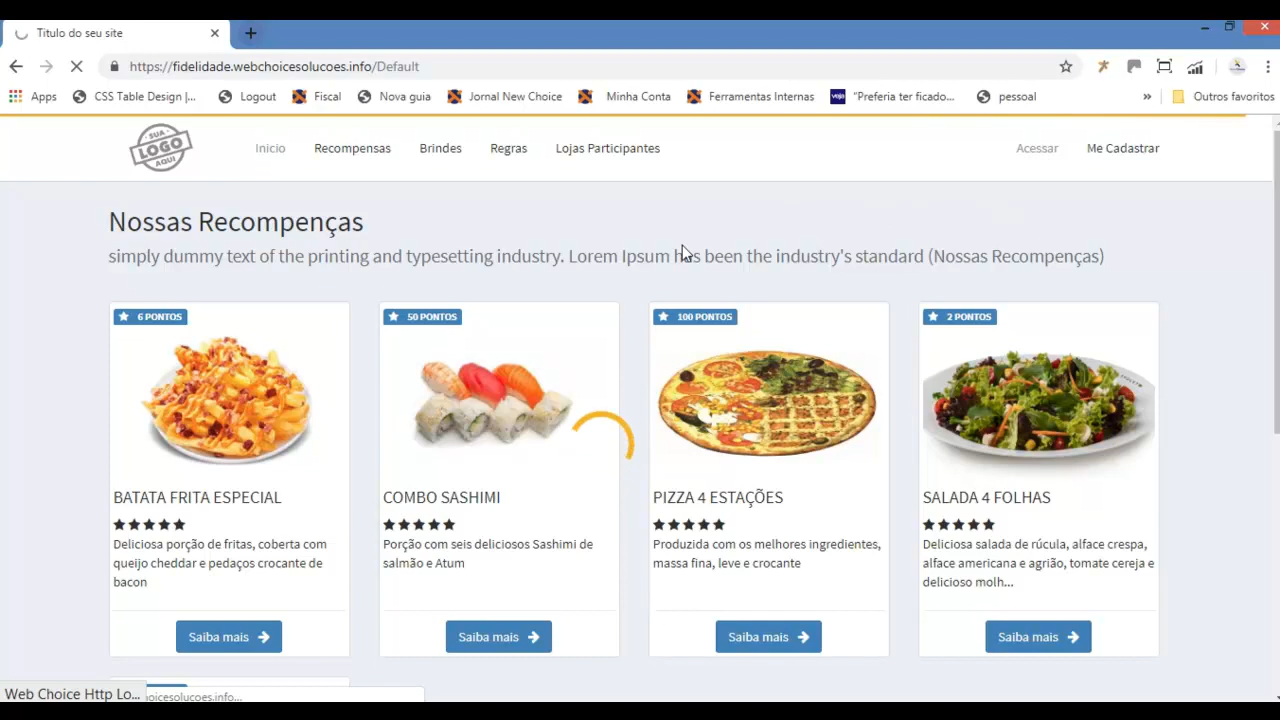 Titulo do seu site
https://fidelidade.webchoicesolucoes.info/Default
Apps CSS Table Design |... Logout Fiscal Nova guia Jornal New Choice Minha Conta Ferramentas Internas veja "Preferia ter ficado... pessoal » Outros favoritos
SUA LOGO AQUI
Inicio Recompensas Brindes Regras Lojas Participantes Acessar Me Cadastrar
Nossas Recompenças
simply dummy text of the printing and typesetting industry. Lorem Ipsum has been the industry's standard (Nossas Recompenças)
6 PONTOS
50 PONTOS
100 PONTOS
2 PONTOS
BATATA FRITA ESPECIAL
Deliciosa porção de fritas, coberta com
queijo cheddar e pedaços crocante de
bacon
Saiba mais
COMBO SASHIMI
Porção com seis deliciosos Sashimi de
salmão e Atum
Saiba mais
PIZZA 4 ESTAÇÕES
Produzida com os melhores ingredientes,
massa fina, leve e crocante
Saiba mais
SALADA 4 FOLHAS
Deliciosa salada de rúcula, alface crespa,
alface americana e agrião, tomate cereja e
delicioso molh...
Saiba mais
Web Choice Http Lo...
oicesolucoes.info...